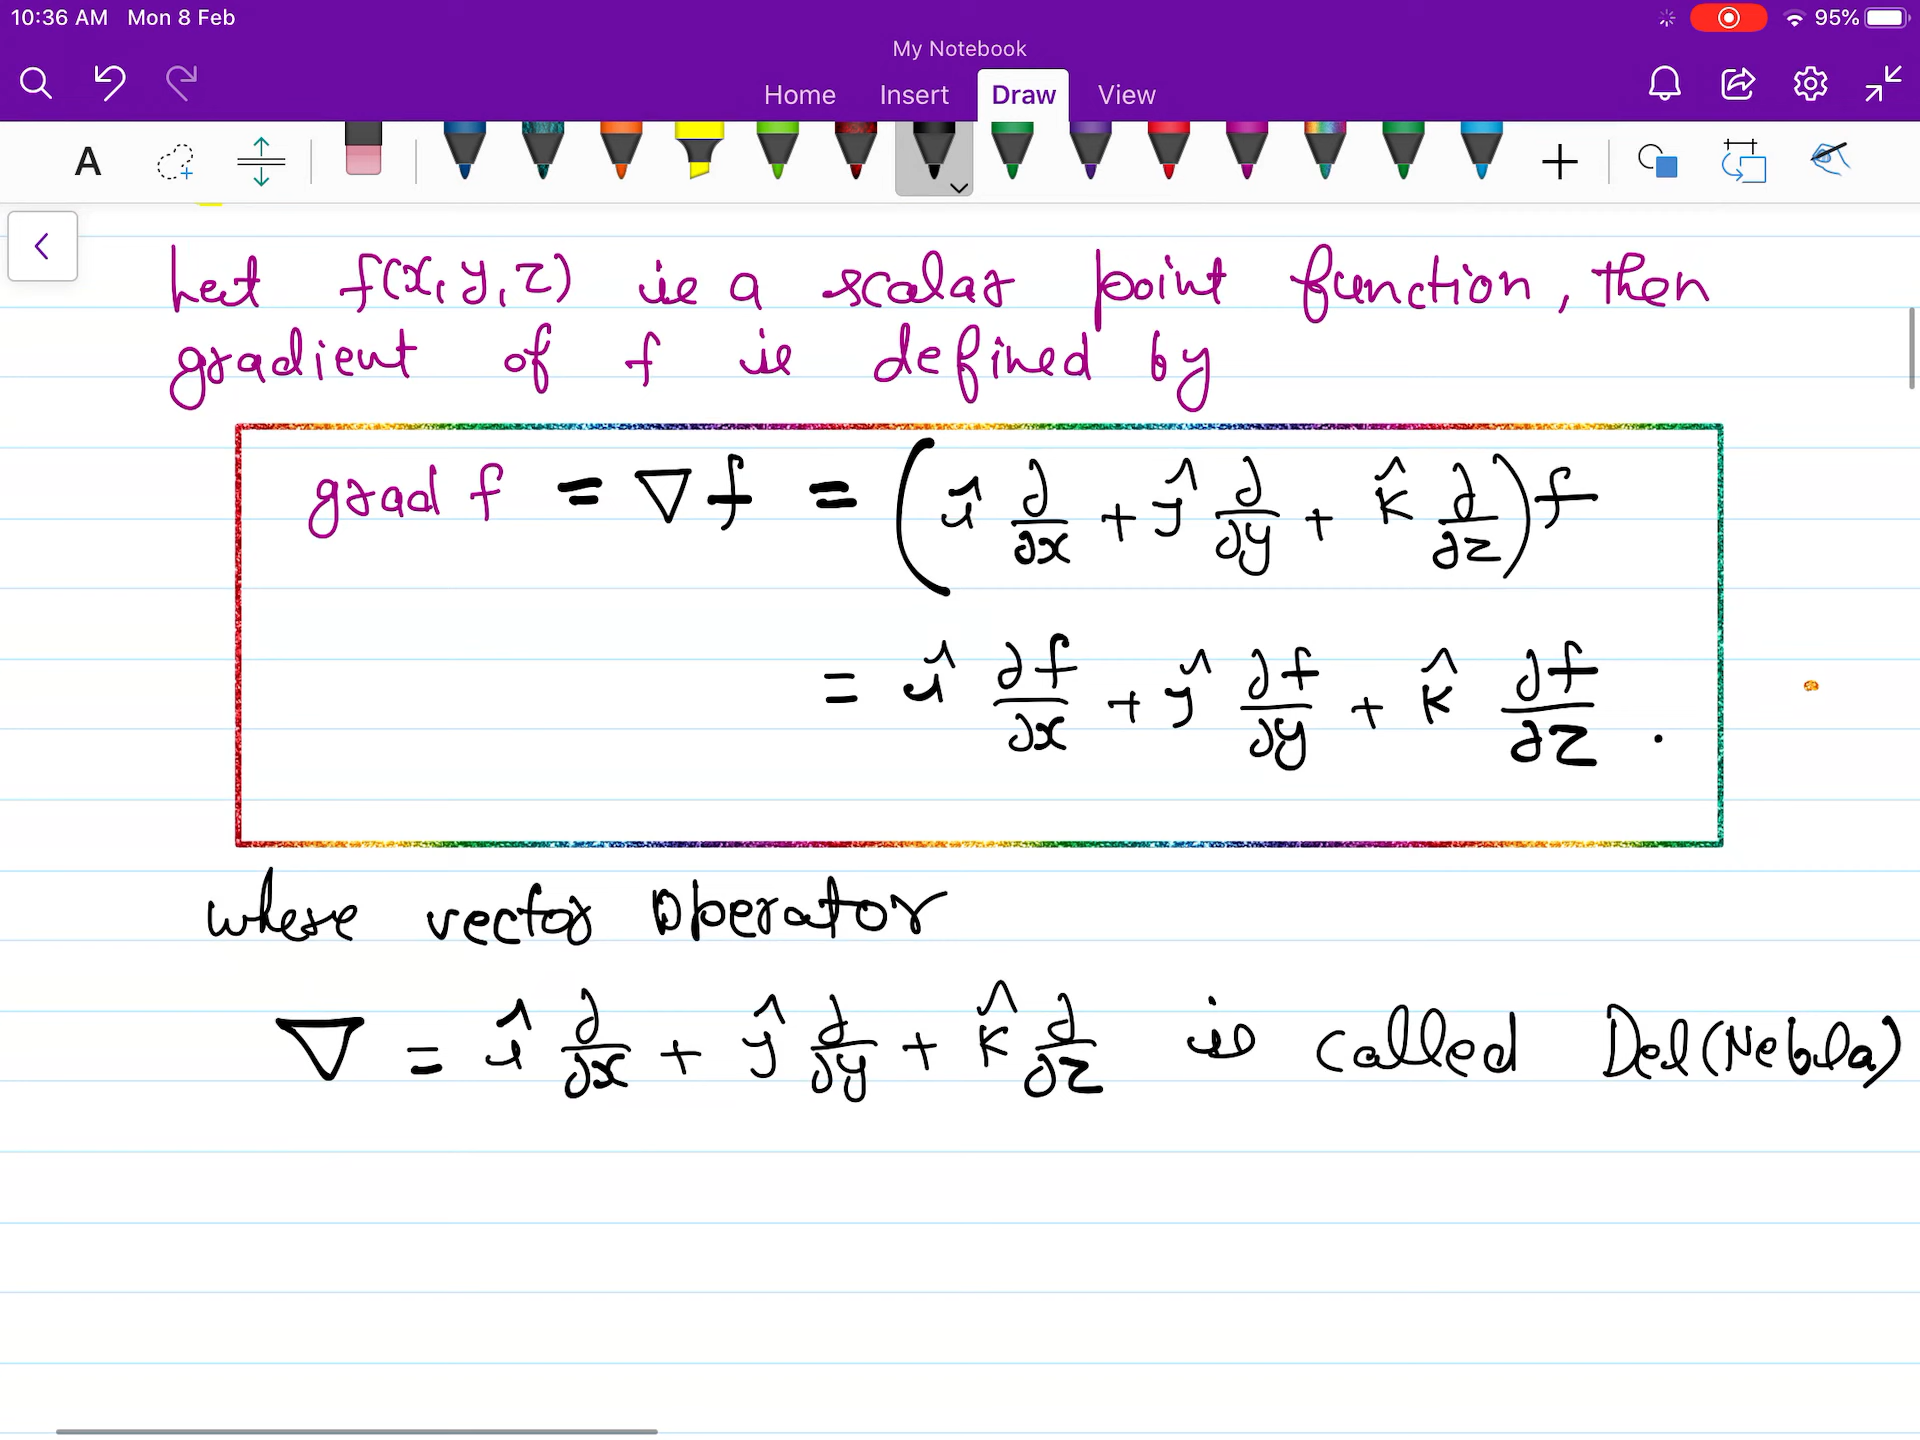 10:36 AM Mon 8 Feb 95%
My Notebook
Home Insert Draw View
A
Let f(x, y, z) is a scalar point function, then
gradient of f is defined by
grad f = ∇f = (î ∂/∂x + ĵ ∂/∂y + k̂ ∂/∂z) f
= î ∂f/∂x + ĵ ∂f/∂y + k̂ ∂f/∂z .
where vector operator
∇ = î ∂/∂x + ĵ ∂/∂y + k̂ ∂/∂z is called Del (Nebla)